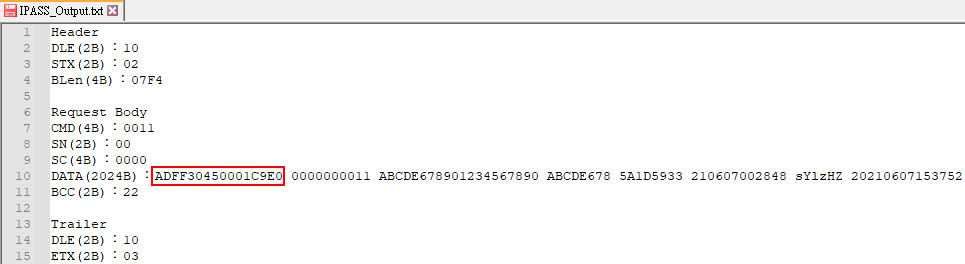 IPASS_Output.txt
1 Header
2 DLE(2B)：10
3 STX(2B)：02
4 BLen(4B)：07F4
5
6 Request Body
7 CMD(4B)：0011
8 SN(2B)：00
9 SC(4B)：0000
10 DATA(2024B)：ADFF30450001C9E0 0000000011 ABCDE678901234567890 ABCDE678 5A1D5933 210607002848 sYlzHZ 20210607153752
11 BCC(2B)：22
12
13 Trailer
14 DLE(2B)：10
15 ETX(2B)：03